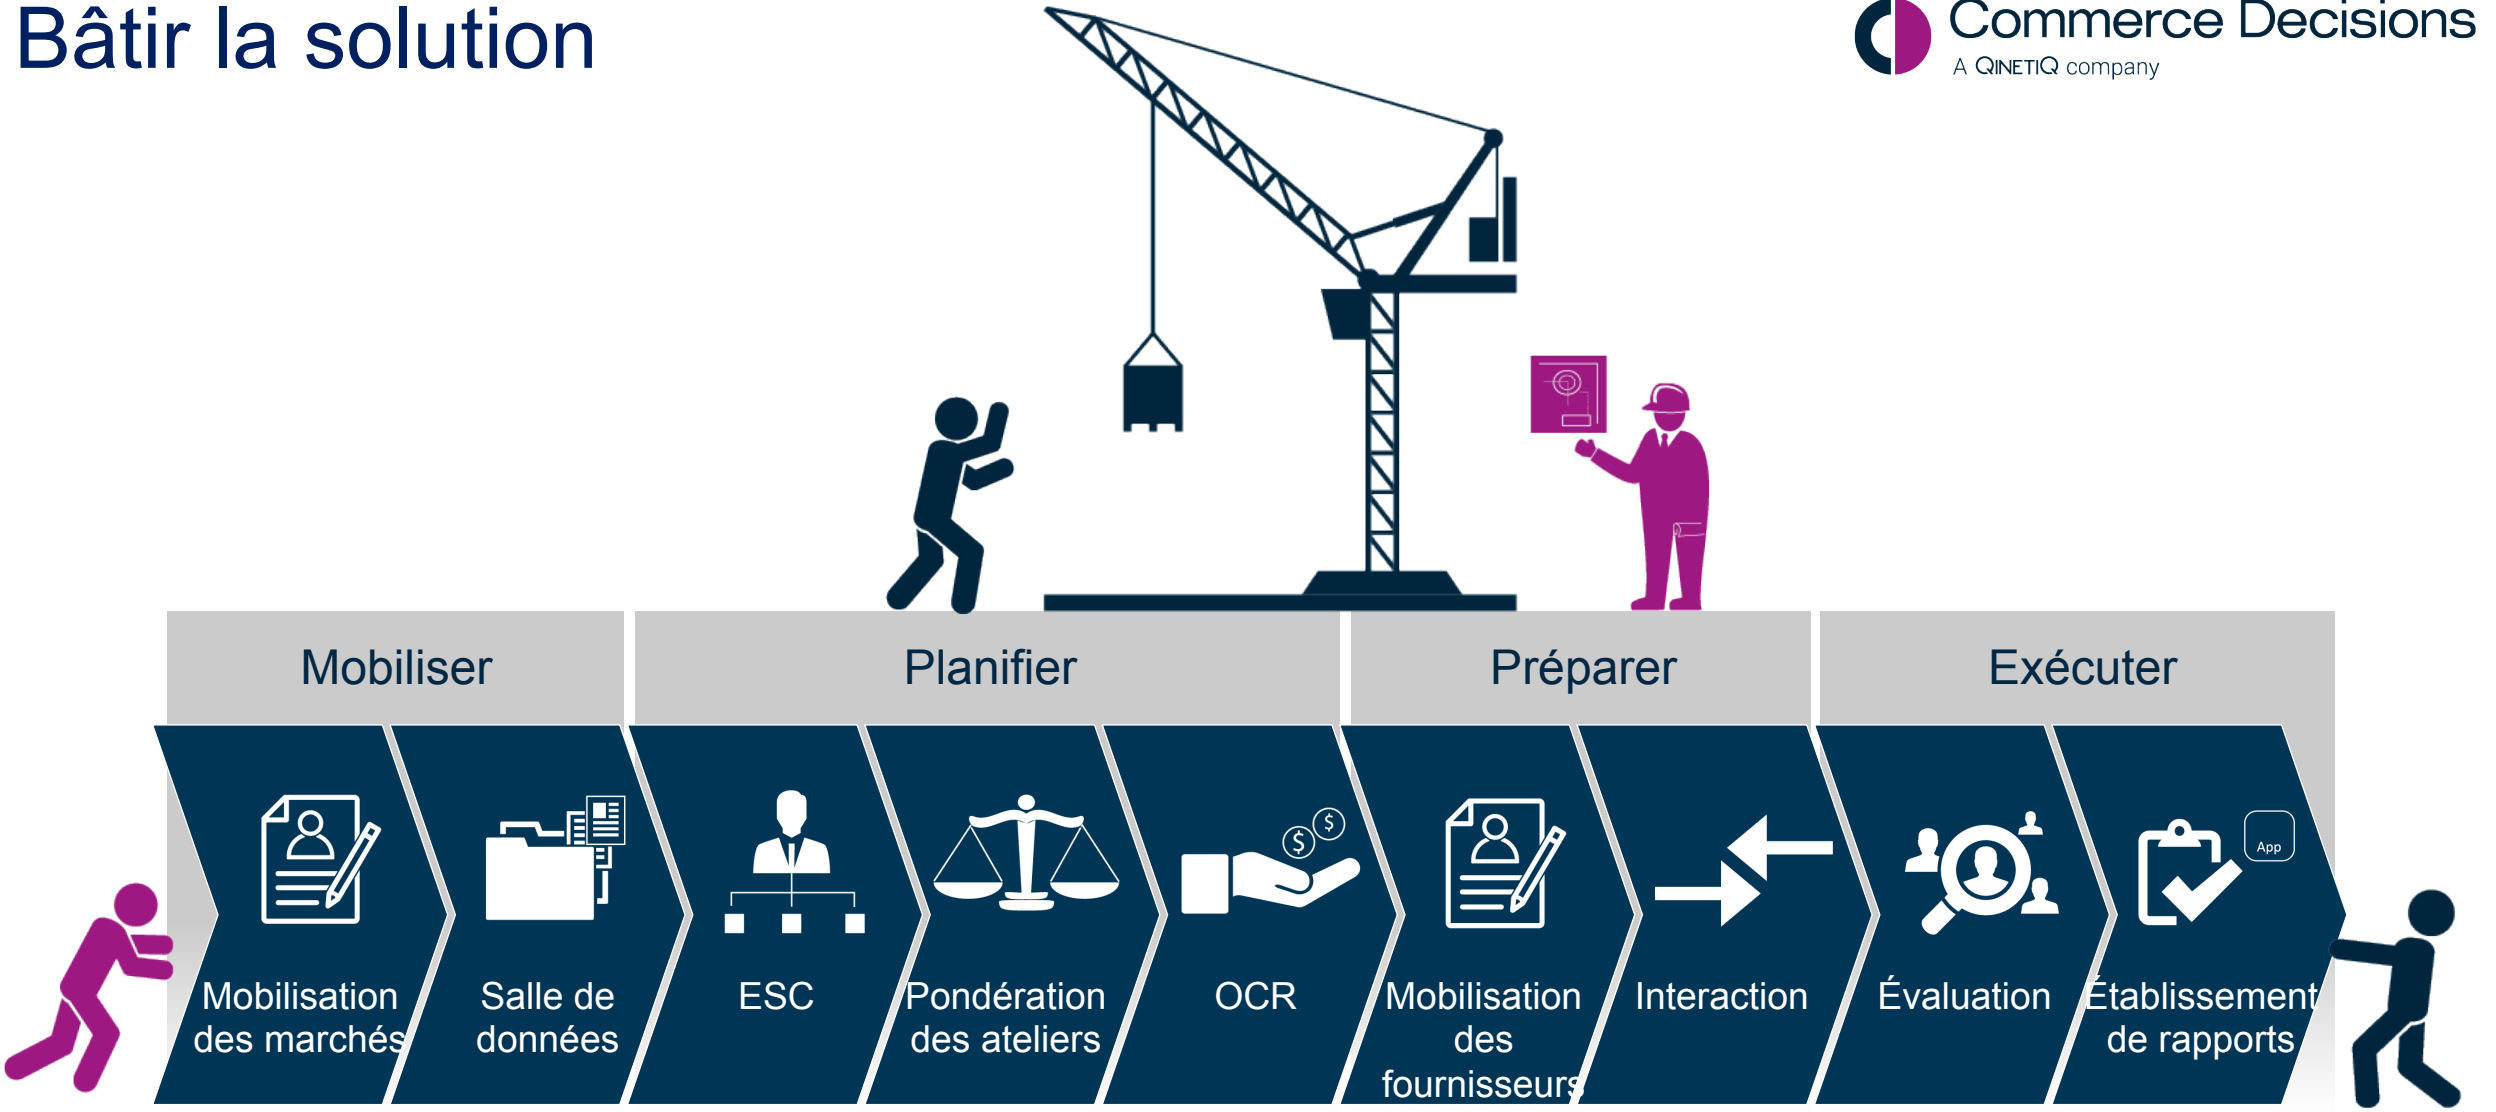 Bâtir la solution
Commerce Decisions
A QINETIQ company
Mobiliser
Planifier
Préparer
Exécuter
Mobilisation
des marchés
Salle de
données
ESC
Pondération
des ateliers
OCR
Mobilisation
des
fournisseurs
Interaction
Évaluation
App
Établissement
de rapports